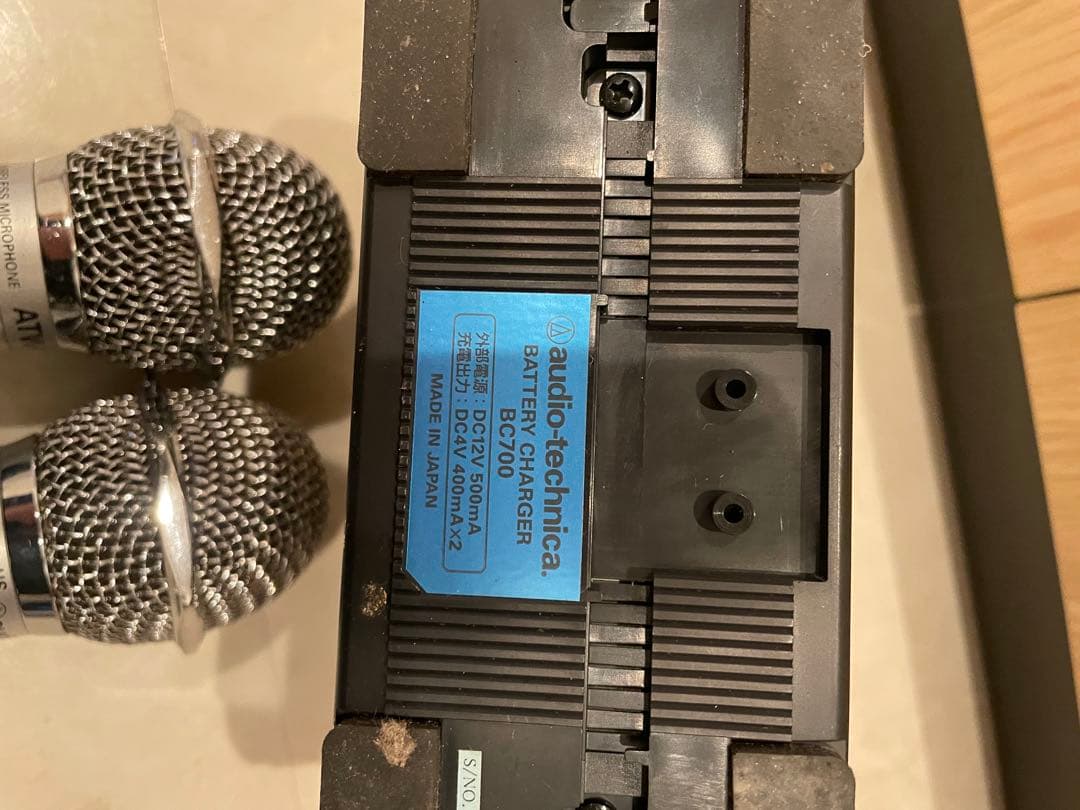 audio-technica.
BATTERY CHARGER
BC700
外部電源：DC12V 500mA
充電出力：DC4V 400mA×2
MADE IN JAPAN
S/NO.
MICROPHONE